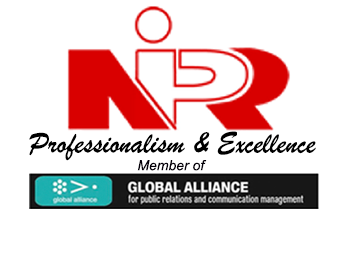 NIPR
Professionalism & Excellence
Member of
global alliance
GLOBAL ALLIANCE
for public relations and communication management